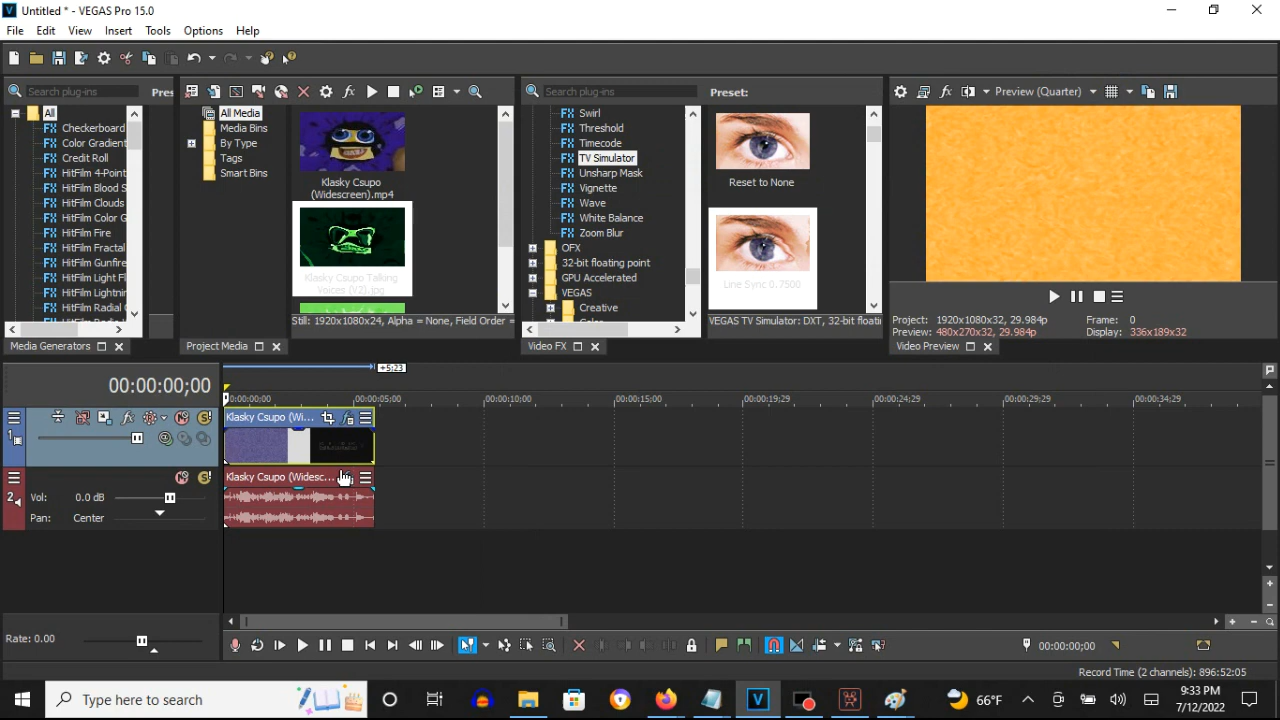 Untitled * - VEGAS Pro 15.0
File Edit View Insert Tools Options Help
Search plug-ins
Pres
All
Checkerboard
Color Gradient
Credit Roll
HitFilm 4-Point
HitFilm Blood S
HitFilm Clouds
HitFilm Color G
HitFilm Fire
HitFilm Fractal
HitFilm Gunfire
HitFilm Light Fl
HitFilm Lightnin
HitFilm Radial
Media Generators
All Media
Media Bins
By Type
Tags
Smart Bins
Klasky Csupo
(Widescreen).mp4
Klasky Csupo Talking
Voices (V2).jpg
Still: 1920x1080x24, Alpha = None, Field Order =
Project Media
Search plug-ins
Preset:
Swirl
Threshold
Timecode
TV Simulator
Unsharp Mask
Vignette
Wave
White Balance
Zoom Blur
OFX
32-bit floating point
GPU Accelerated
VEGAS
Creative
Reset to None
Line Sync 0.7500
VEGAS TV Simulator: DXT, 32-bit floati
Video FX
Preview (Quarter)
Project: 1920x1080x32, 29.984p
Frame: 0
Preview: 480x270x32, 29.984p
Display: 336x189x32
Video Preview
+5;23
00:00:00;00
0:00:00;00
00:00:05;00
00:00:10;00
00:00:15;00
00:00:19;29
00:00:24;29
00:00:29;29
00:00:34;29
1
Klasky Csupo (Wi...
2
Klasky Csupo (Widesc...
Vol: 0.0 dB
Pan: Center
Rate: 0.00
00:00:00;00
Record Time (2 channels): 896:52:05
Type here to search
66°F
9:33 PM
7/12/2022